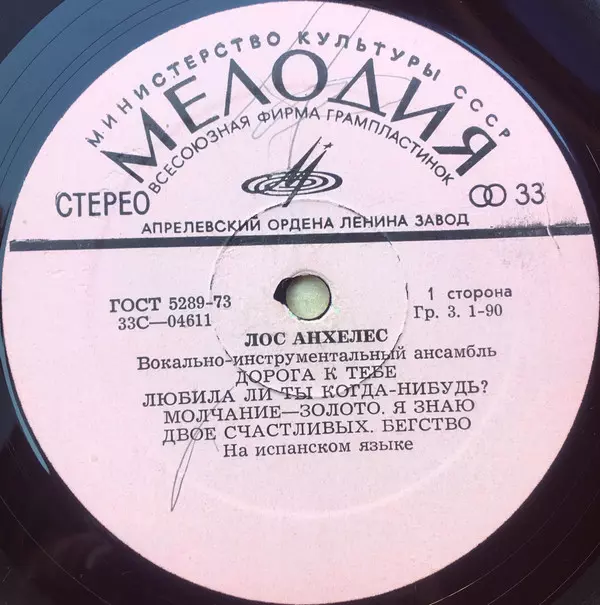 МИНИСТЕРСТВО КУЛЬТУРЫ СССР
МЕЛОДИЯ
ВСЕСОЮЗНАЯ ФИРМА ГРАМПЛАСТИНОК
СТЕРЕО
33
АПРЕЛЕВСКИЙ ОРДЕНА ЛЕНИНА ЗАВОД
ГОСТ 5289-73
1 сторона
33С—04611
Гр. 3. 1-90
ЛОС АНХЕЛЕС
Вокально-инструментальный ансамбль
ДОРОГА К ТЕБЕ
ЛЮБИЛА ЛИ ТЫ КОГДА-НИБУДЬ?
МОЛЧАНИЕ—ЗОЛОТО. Я ЗНАЮ
ДВОЕ СЧАСТЛИВЫХ. БЕГСТВО
На испанском языке